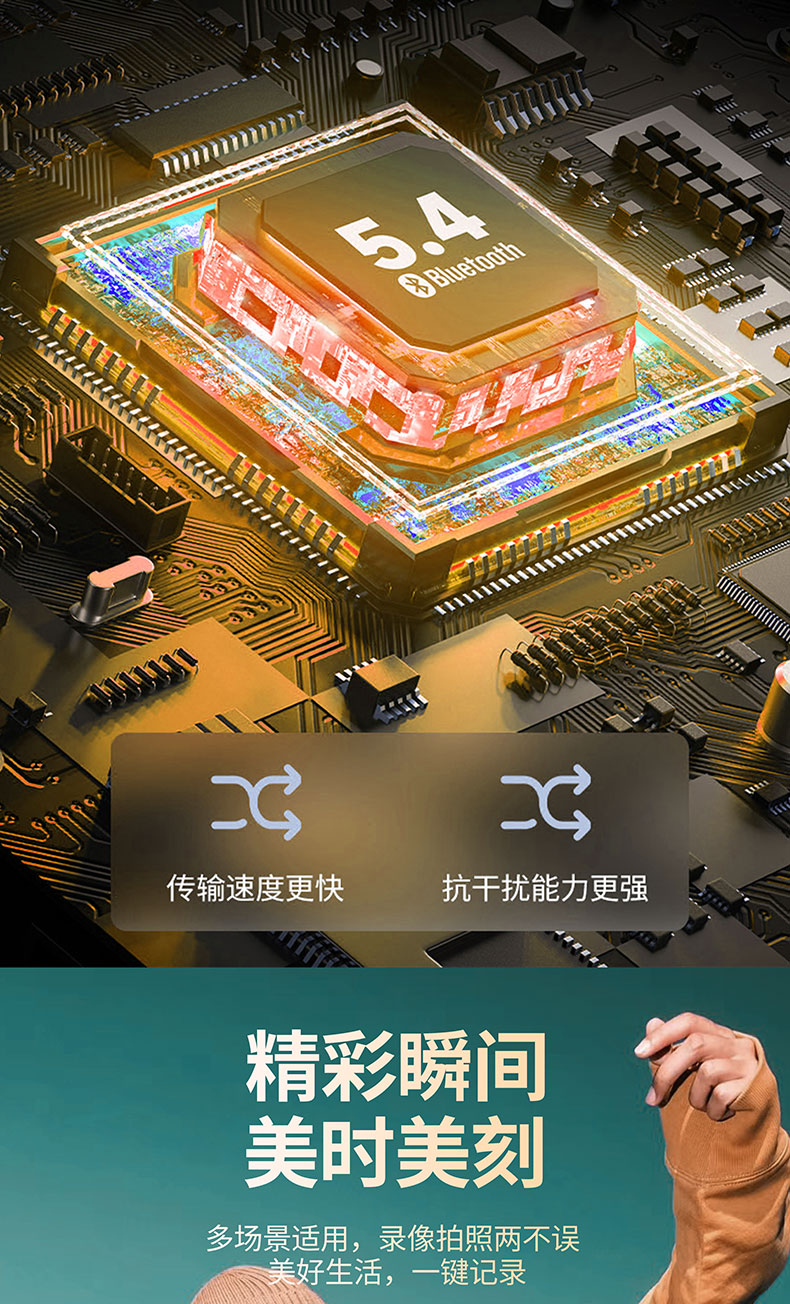 5.4
Bluetooth
传输速度更快
抗干扰能力更强
精彩瞬间
美时美刻
多场景适用，录像拍照两不误
美好生活，一键记录